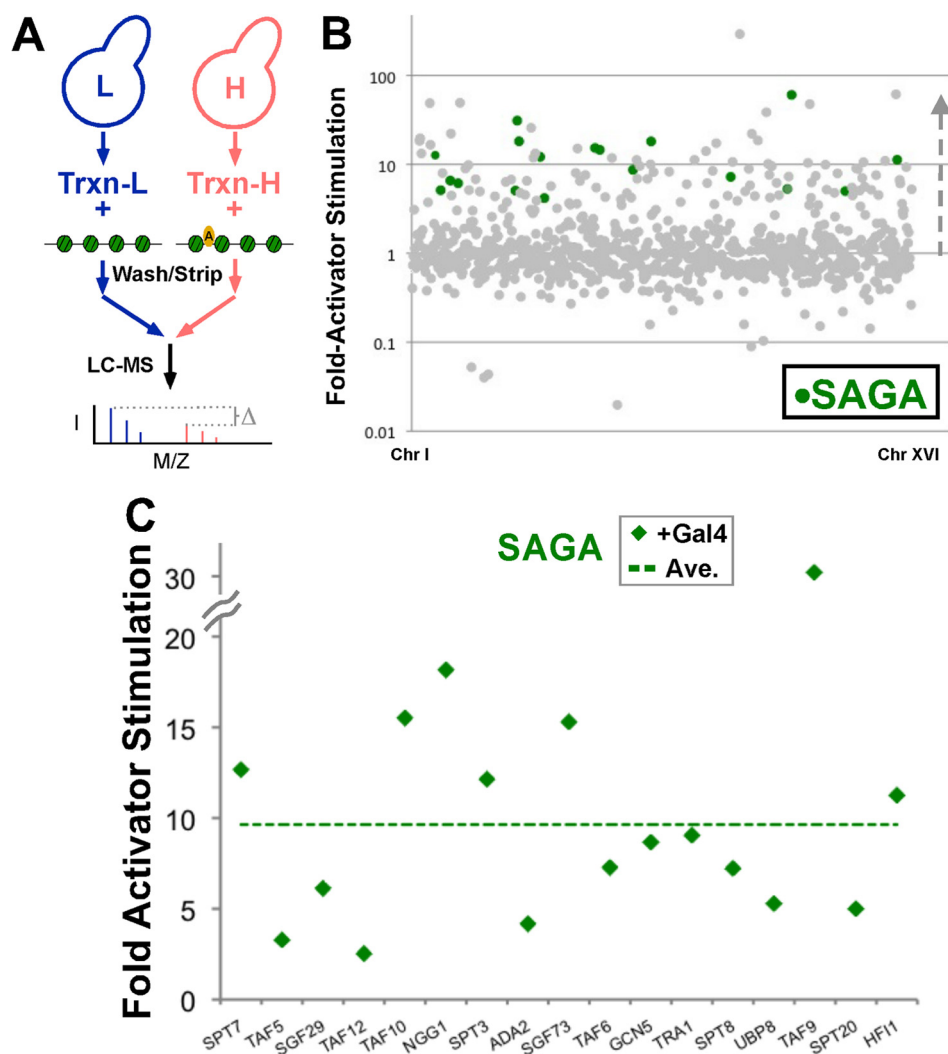 A
L
H
Trxn-L
Trxn-H
+
+
A
Wash/Strip
LC-MS
I
Δ
M/Z
B
Fold-Activator Stimulation
100
10
1
0.1
0.01
SAGA
Chr I
Chr XVI
C
SAGA
+Gal4
Ave.
Fold Activator Stimulation
30
20
15
10
5
0
SPT7
TAF5
SGF29
TAF12
TAF10
NGG1
SPT3
ADA2
SGF73
TAF6
GCN5
TRA1
SPT8
UBP8
TAF9
SPT20
HFI1